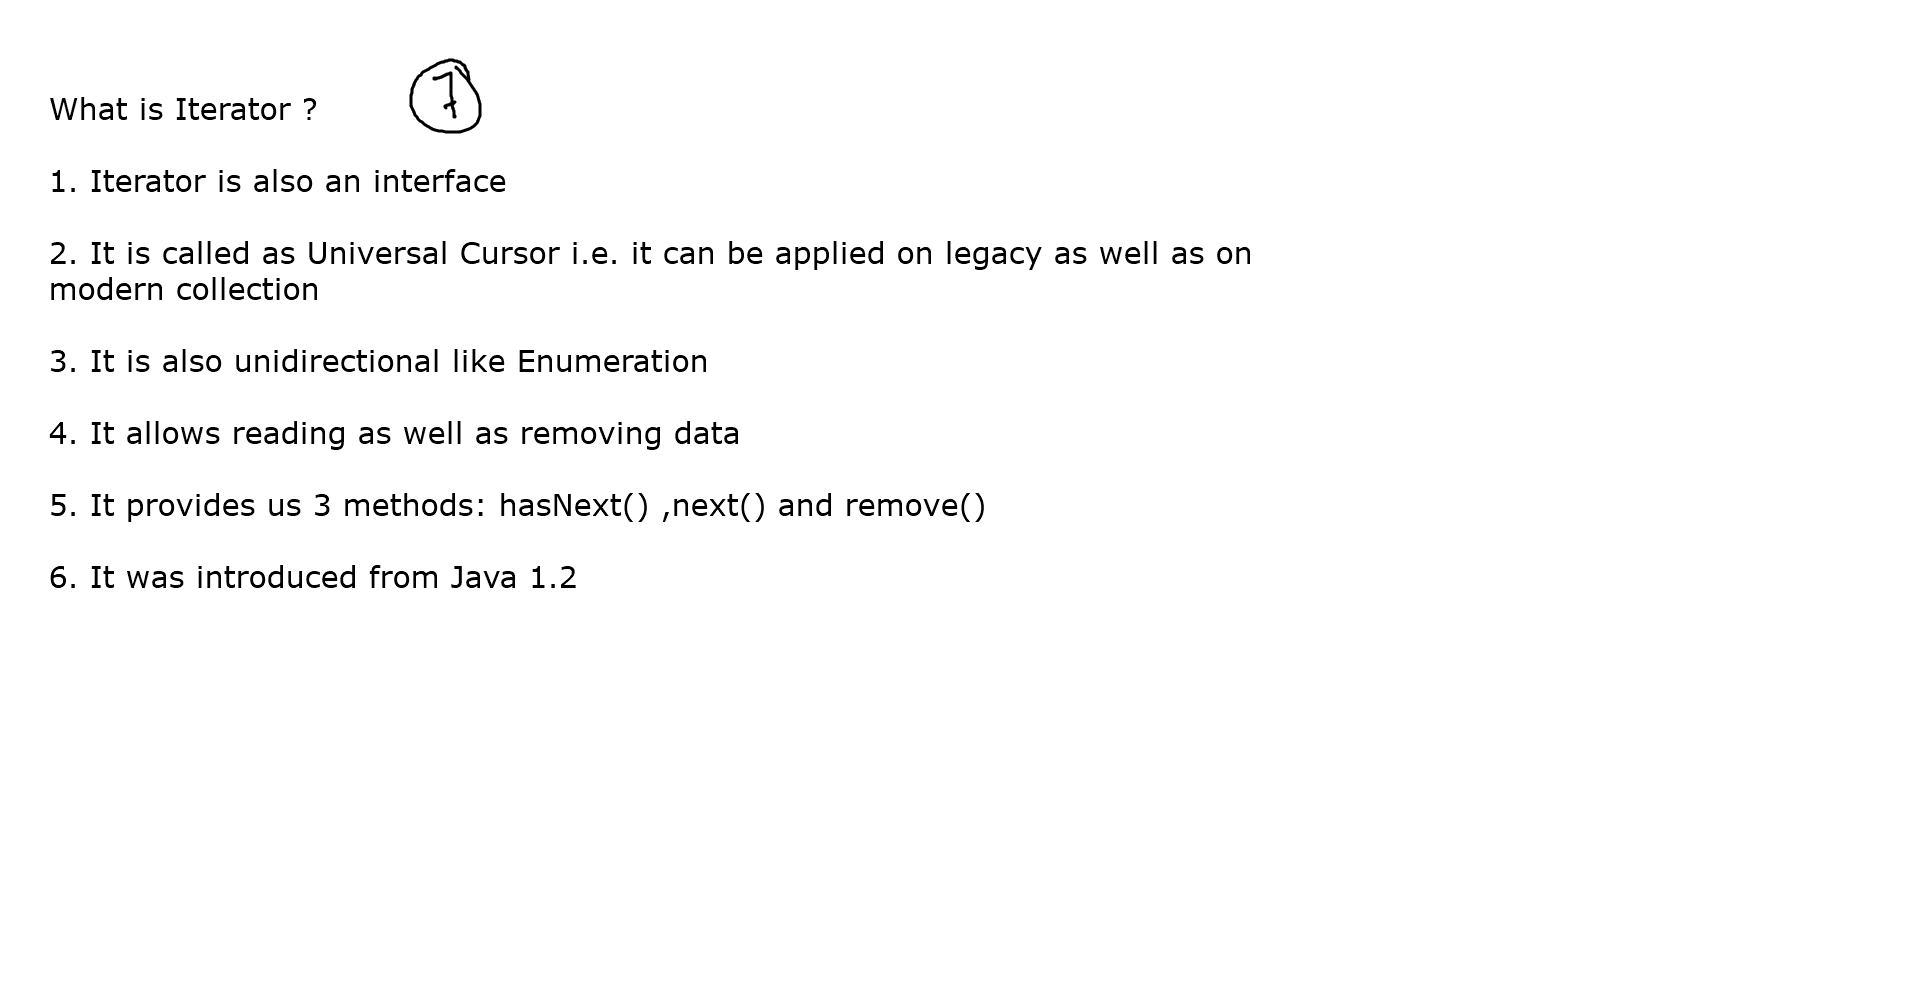 What is Iterator ?
7
1. Iterator is also an interface
2. It is called as Universal Cursor i.e. it can be applied on legacy as well as on
modern collection
3. It is also unidirectional like Enumeration
4. It allows reading as well as removing data
5. It provides us 3 methods: hasNext() ,next() and remove()
6. It was introduced from Java 1.2